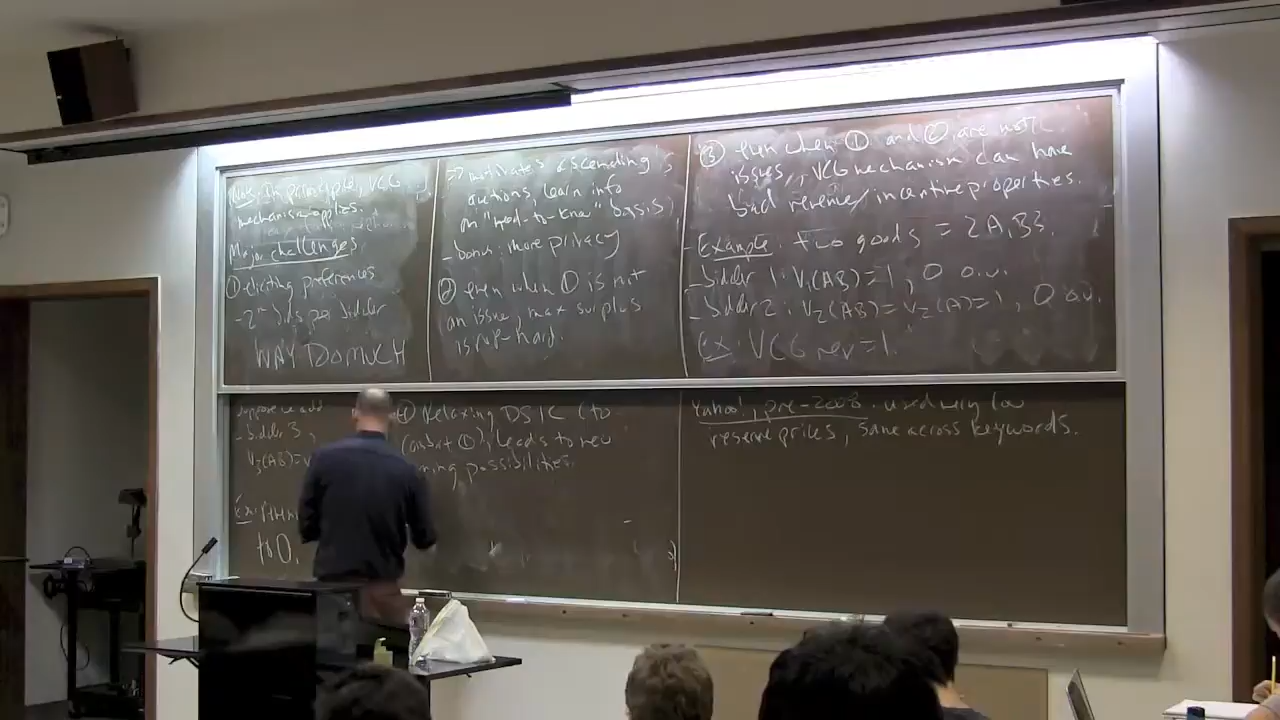 Note: in principle, VCG
mechanism applies.
Major challenges.
① eliciting preferences
- 2^n bids per bidder
WAY TOO MUCH
=> motivates ascending
auctions, learn info
on "need-to-know" basis
- bonus: more privacy
② even when ① is not
an issue, max surplus
is NP-hard.
③ even when ① and ② are not
issues, VCG mechanism can have
bad revenue/incentive properties.
- Example: two goods = {A,B}.
- bidder 1: V₁(AB)=1, 0 o.w.
- bidder 2: V₂(AB)=V₂(A)=1, 0 o.w.
Ex: VCG rev=1.
Suppose we add
- bidder 3,
V₃(AB)=
Ex:
to 0.
④ Relaxing DSIC (to
combat ①), leads to new
possibilities.
Yahoo!, pre-2008: used very low
reserve prices, same across keywords.